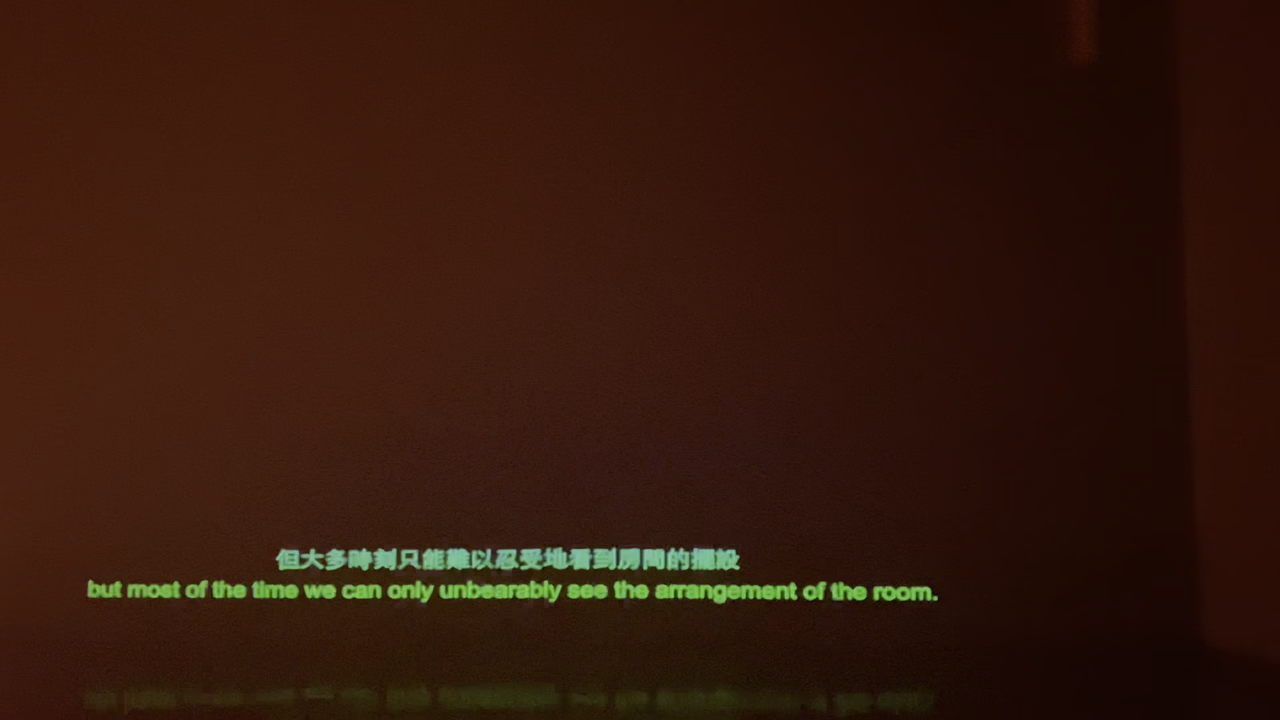 但大多時刻只能難以忍受地看到房間的擺設
but most of the time we can only unbearably see the arrangement of the room.